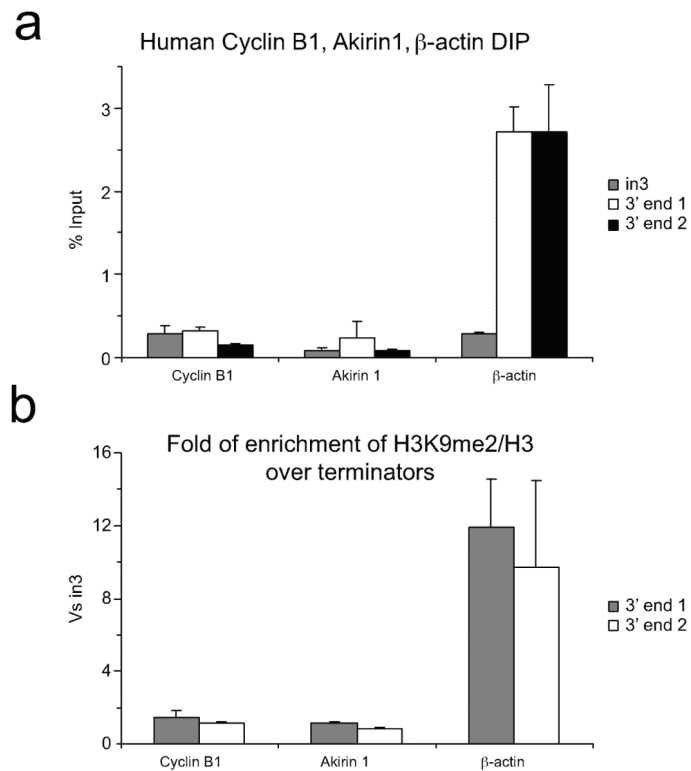 a
Human Cyclin B1, Akirin1, β-actin DIP
3
2
1
0
% Input
in3
3' end 1
3' end 2
Cyclin B1
Akirin 1
β-actin
b
Fold of enrichment of H3K9me2/H3
over terminators
16
12
8
4
0
Vs in3
3' end 1
3' end 2
Cyclin B1
Akirin 1
β-actin